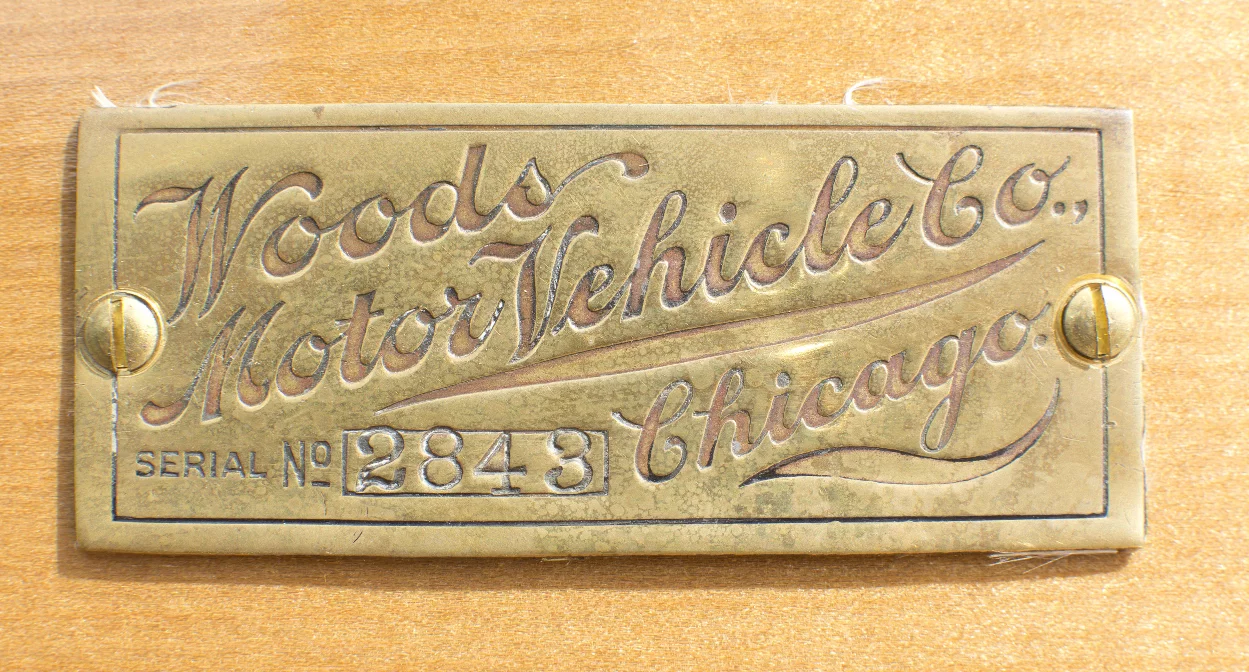 Woods
Motor Vehicle Co.,
Chicago.
SERIAL No 2843